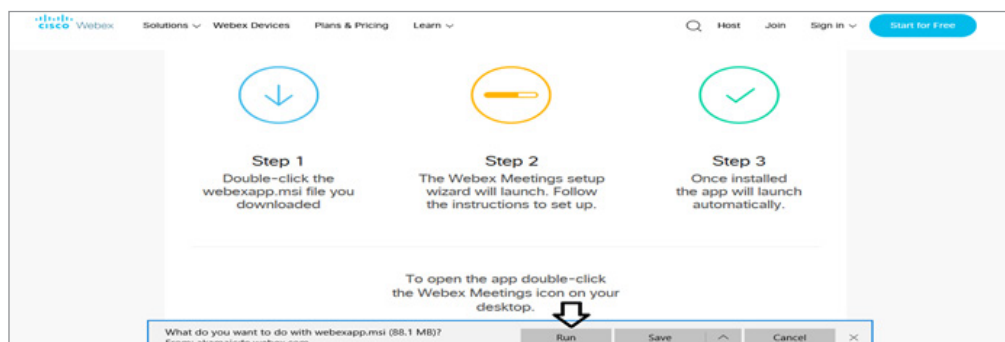 CISCO Webex Solutions Webex Devices Plans & Pricing Learn Host Join Sign in Start for Free
Step 1
Double-click the
webexapp.msi file you
downloaded
Step 2
The Webex Meetings setup
wizard will launch. Follow
the instructions to set up.
Step 3
Once installed
the app will launch
automatically.
To open the app double-click
the Webex Meetings icon on your
desktop.
What do you want to do with webexapp.msi (88.1 MB)?
Run Save Cancel